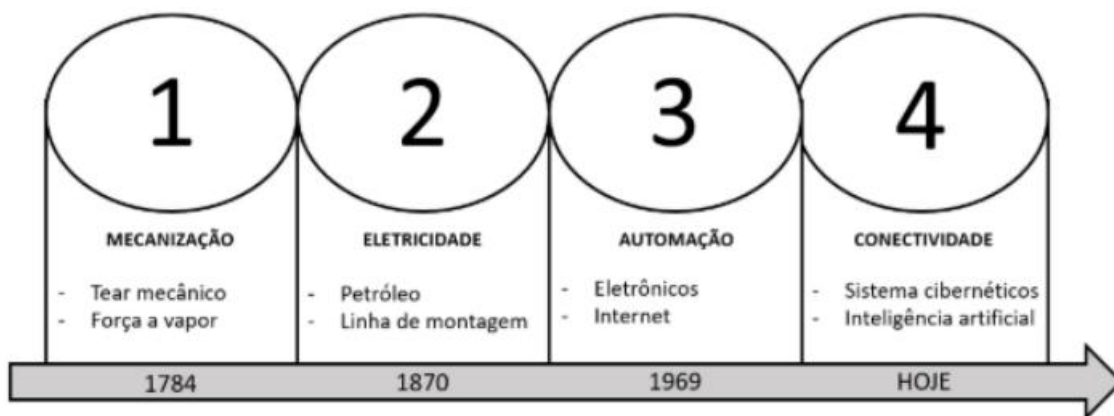 1
2
3
4
MECANIZAÇÃO
- Tear mecânico
- Força a vapor
ELETRICIDADE
- Petróleo
- Linha de montagem
AUTOMAÇÃO
- Eletrônicos
- Internet
CONECTIVIDADE
- Sistema cibernéticos
- Inteligência artificial
1784
1870
1969
HOJE